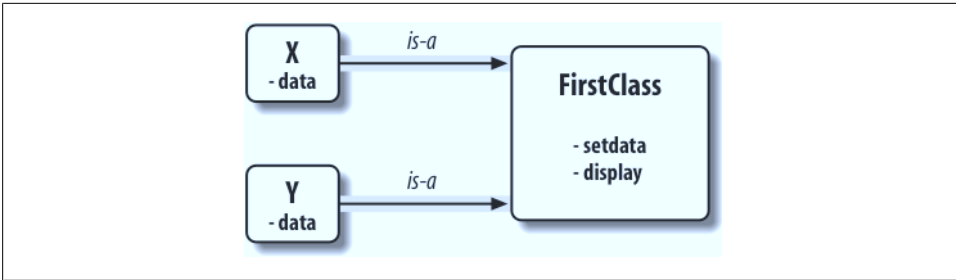 X
- data
is-a
FirstClass
- setdata
- display
Y
- data
is-a